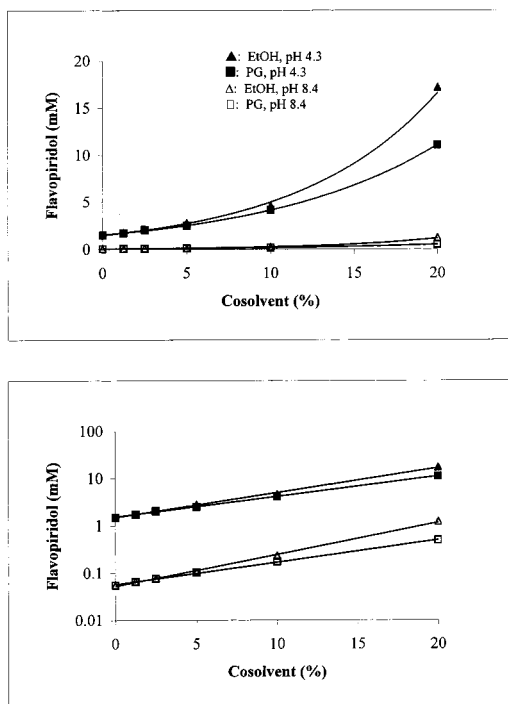 ▲: EtOH, pH 4.3
■: PG, pH 4.3
△: EtOH, pH 8.4
□: PG, pH 8.4
Flavopiridol (mM)
20
15
10
5
0
0 5 10 15 20
Cosolvent (%)
Flavopiridol (mM)
100
10
1
0.1
0.01
0 5 10 15 20
Cosolvent (%)